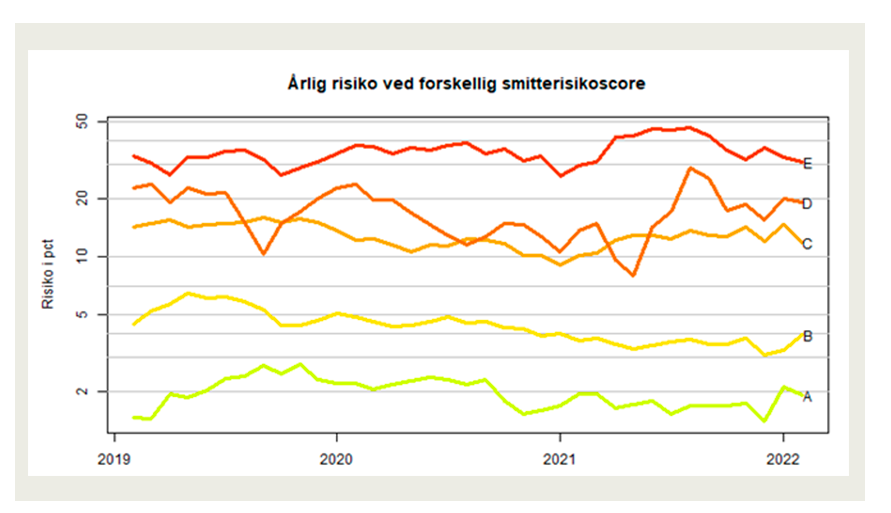 Årlig risiko ved forskellig smitterisikoscore
Risiko i pct
50
20
10
5
2
E
D
C
B
A
2019 2020 2021 2022